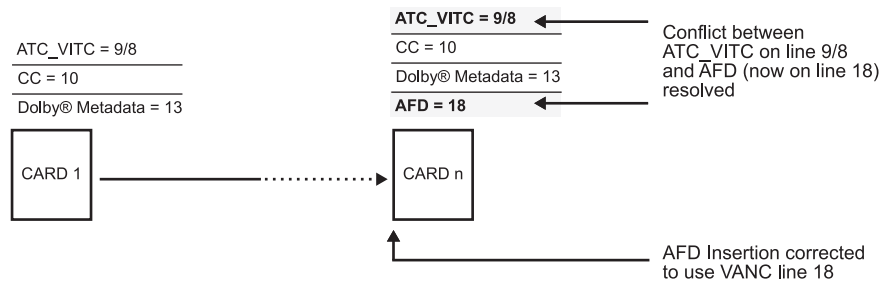 ATC_VITC = 9/8
CC = 10
Dolby® Metadata = 13
CARD 1
ATC_VITC = 9/8
CC = 10
Dolby® Metadata = 13
AFD = 18
CARD n
Conflict between
ATC_VITC on line 9/8
and AFD (now on line 18)
resolved
AFD Insertion corrected
to use VANC line 18